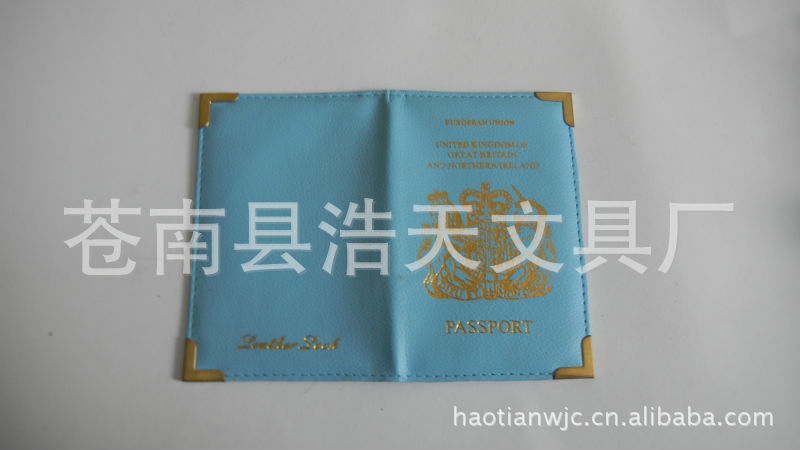 EUROPEAN UNION
UNITED KINGDOM OF
GREAT BRITAIN
AND NORTHERN IRELAND
苍南县浩天文具厂
PASSPORT
Leather Look
haotianwjc.cn.alibaba.com